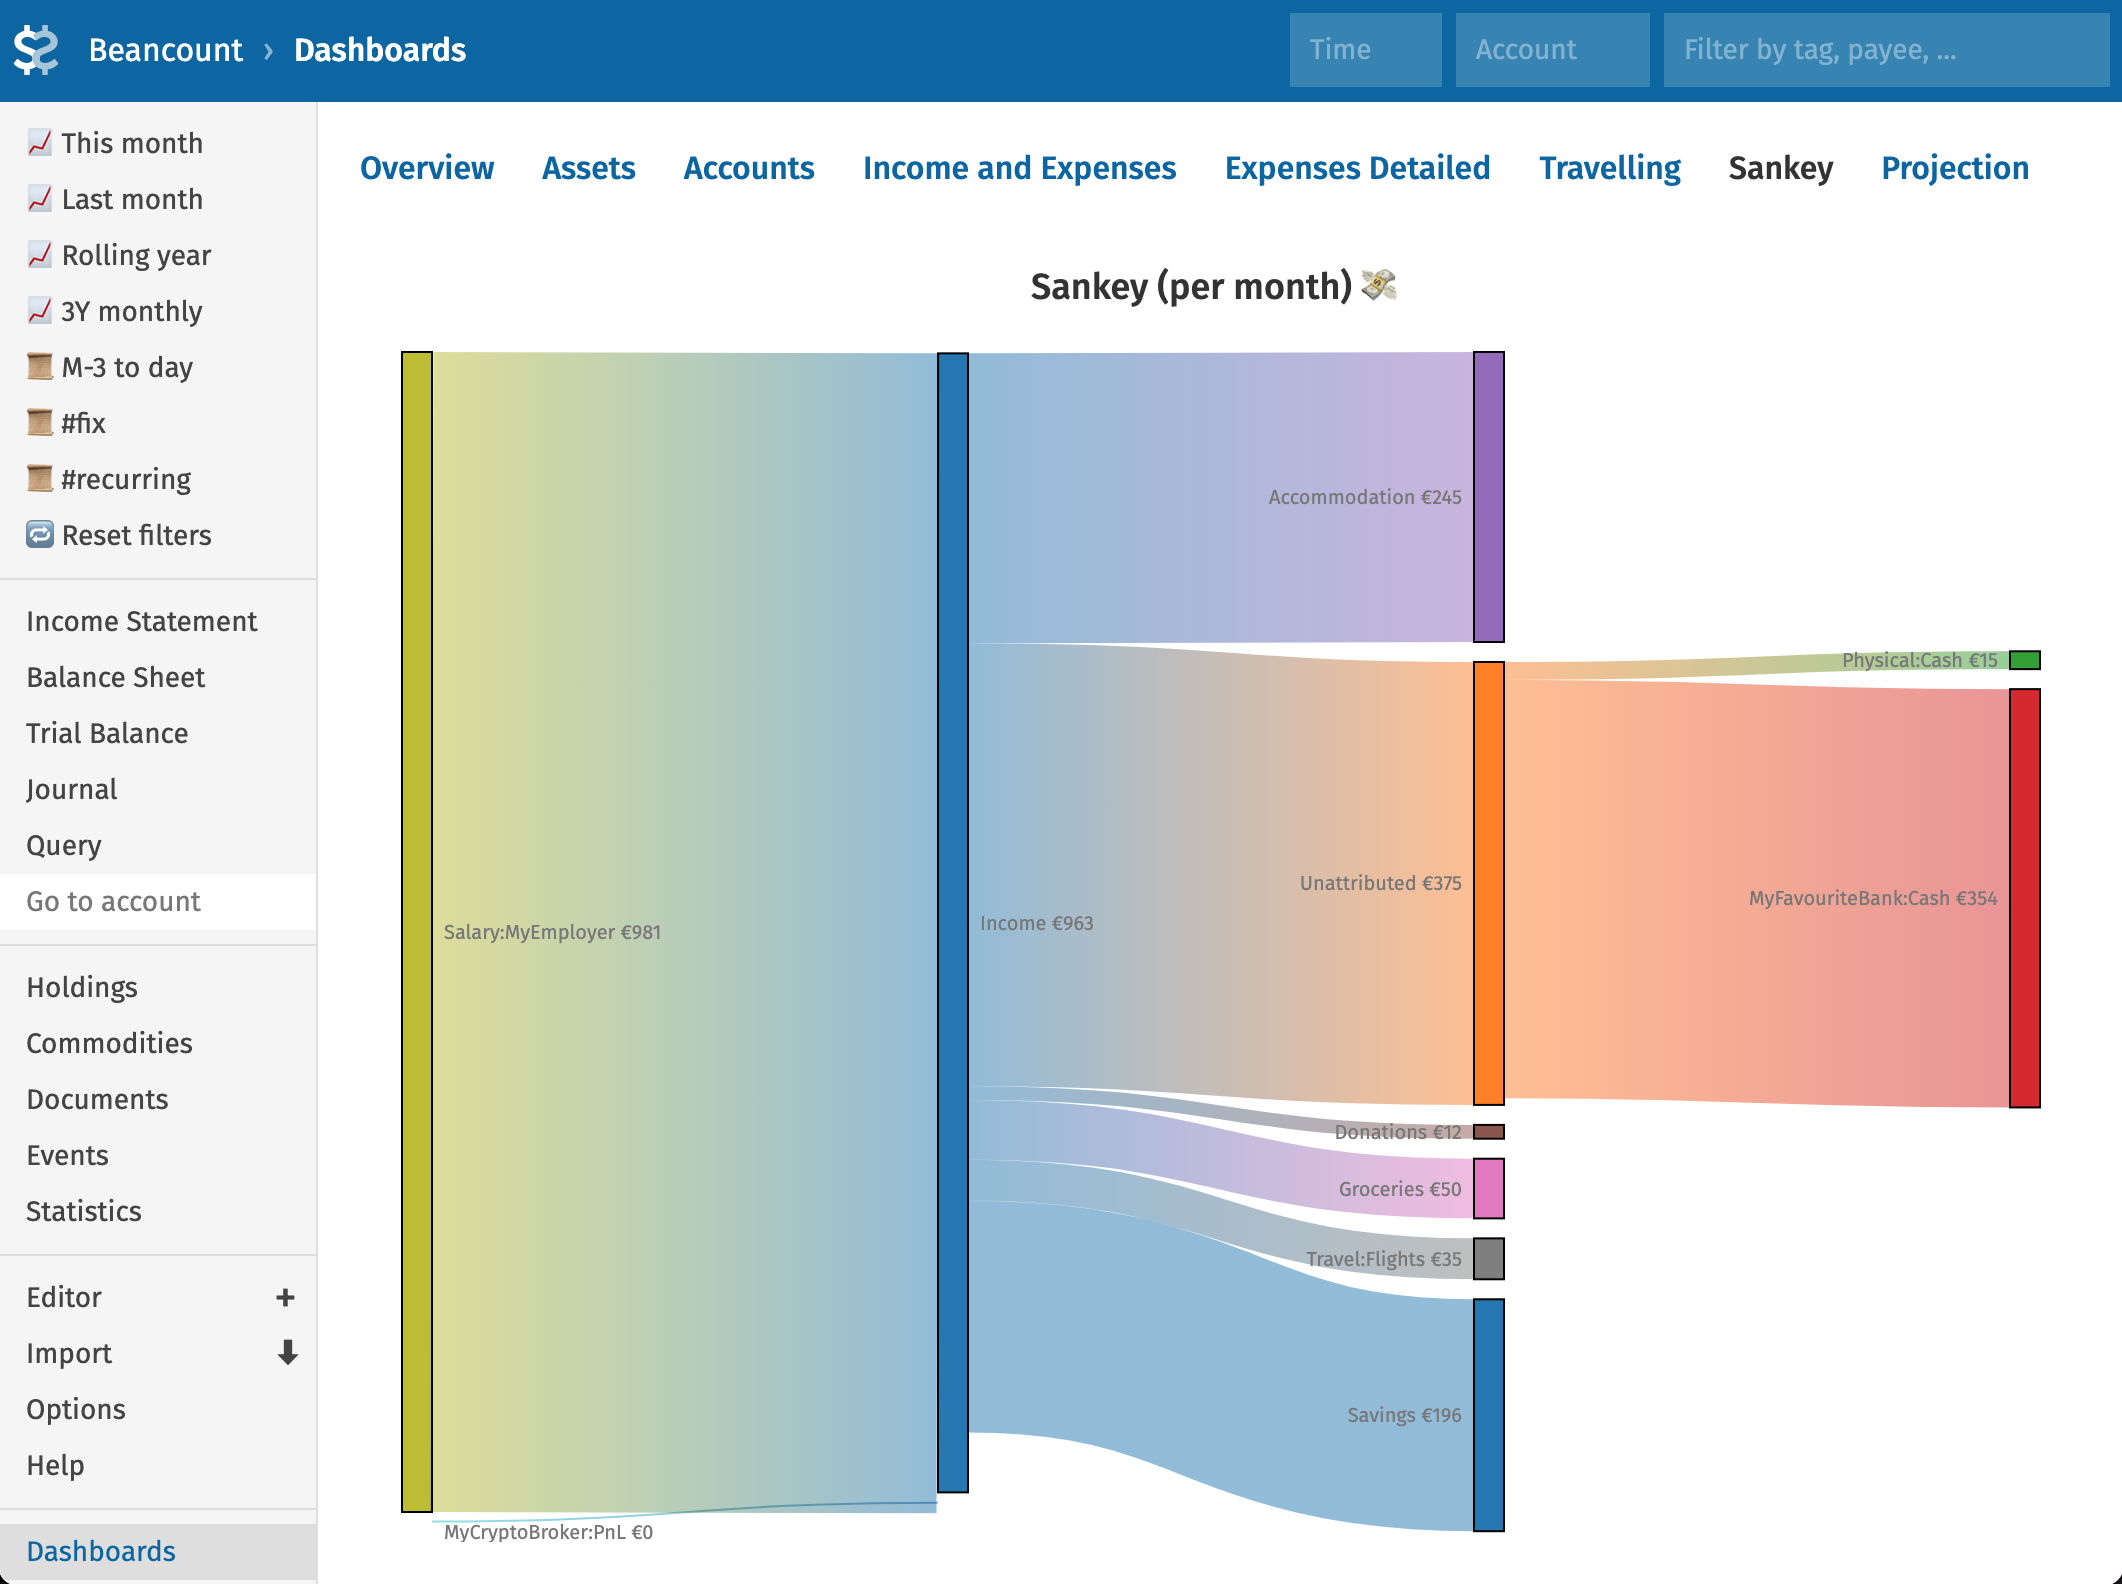 Beancount › Dashboards
Time
Account
Filter by tag, payee, ...
This month
Last month
Rolling year
3Y monthly
M-3 to day
#fix
#recurring
Reset filters
Income Statement
Balance Sheet
Trial Balance
Journal
Query
Go to account
Holdings
Commodities
Documents
Events
Statistics
Editor +
Import
Options
Help
Dashboards
Overview Assets Accounts Income and Expenses Expenses Detailed Travelling Sankey Projection
Sankey (per month) 💸
Accommodation €245
Physical:Cash €15
Unattributed €375
MyFavouriteBank:Cash €354
Income €963
Salary:MyEmployer €981
Donations €12
Groceries €50
Travel:Flights €35
Savings €196
MyCryptoBroker:PnL €0